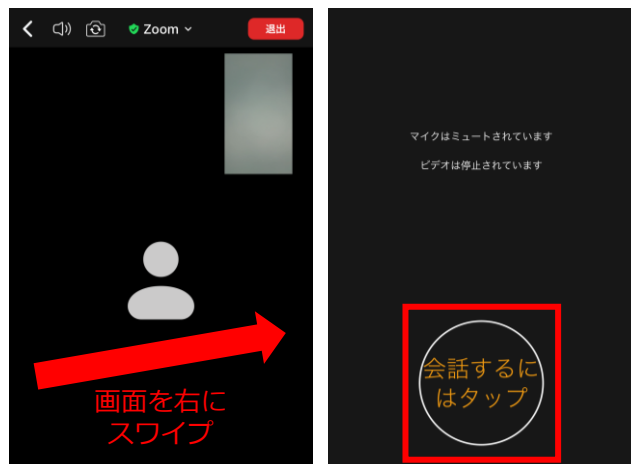 Zoom
退出
画面を右に
スワイプ
マイクはミュートされています
ビデオは停止されています
会話するに
はタップ